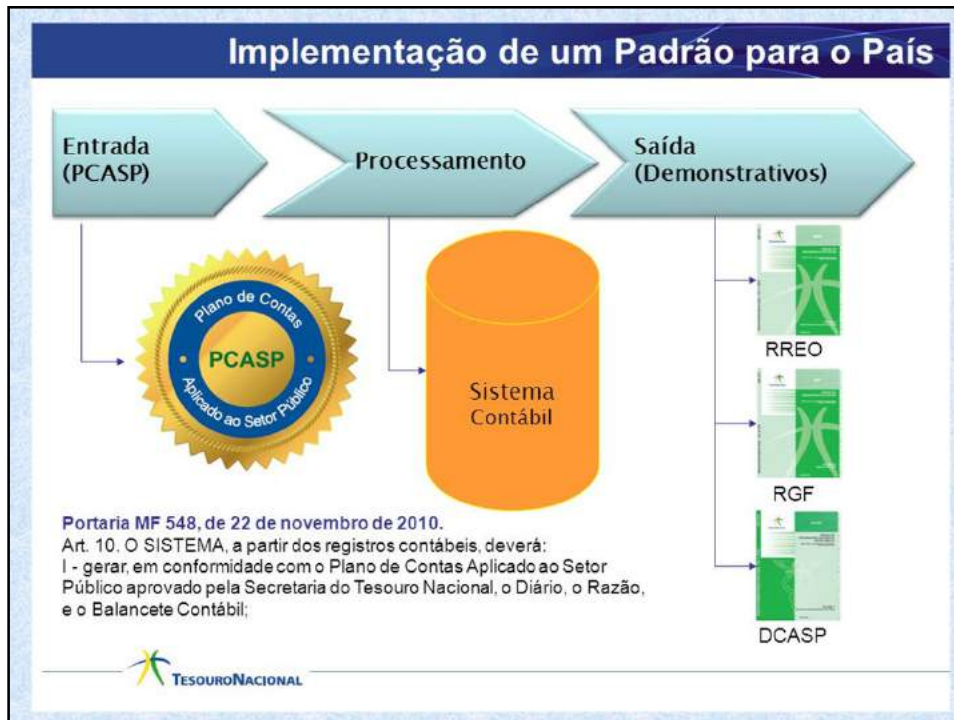 Implementação de um Padrão para o País
Entrada
(PCASP)
Processamento
Saída
(Demonstrativos)
Plano de Contas
PCASP
Aplicado ao Setor Público
Sistema
Contábil
RREO
RGF
DCASP
Portaria MF 548, de 22 de novembro de 2010.
Art. 10. O SISTEMA, a partir dos registros contábeis, deverá:
I - gerar, em conformidade com o Plano de Contas Aplicado ao Setor
Público aprovado pela Secretaria do Tesouro Nacional, o Diário, o Razão,
e o Balancete Contábil;
TESOURONACIONAL